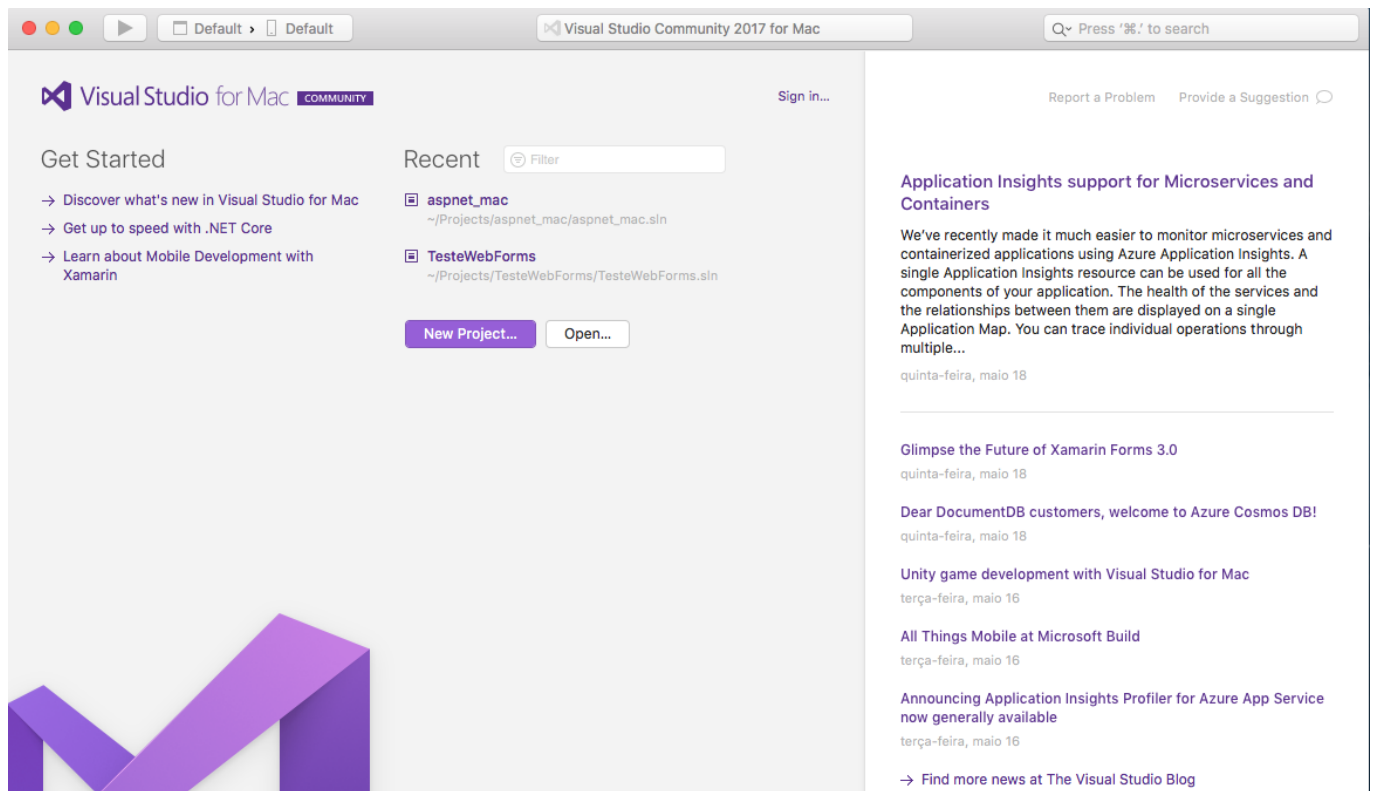 Default › Default
Visual Studio Community 2017 for Mac
Press '⌘.' to search
Visual Studio for Mac COMMUNITY
Sign in...
Get Started
→ Discover what's new in Visual Studio for Mac
→ Get up to speed with .NET Core
→ Learn about Mobile Development with
Xamarin
Recent
Filter
aspnet_mac
~/Projects/aspnet_mac/aspnet_mac.sln
TesteWebForms
~/Projects/TesteWebForms/TesteWebForms.sln
New Project...
Open...
Report a Problem
Provide a Suggestion
Application Insights support for Microservices and
Containers
We've recently made it much easier to monitor microservices and
containerized applications using Azure Application Insights. A
single Application Insights resource can be used for all the
components of your application. The health of the services and
the relationships between them are displayed on a single
Application Map. You can trace individual operations through
multiple...
quinta-feira, maio 18
Glimpse the Future of Xamarin Forms 3.0
quinta-feira, maio 18
Dear DocumentDB customers, welcome to Azure Cosmos DB!
quinta-feira, maio 18
Unity game development with Visual Studio for Mac
terça-feira, maio 16
All Things Mobile at Microsoft Build
terça-feira, maio 16
Announcing Application Insights Profiler for Azure App Service
now generally available
terça-feira, maio 16
→ Find more news at The Visual Studio Blog